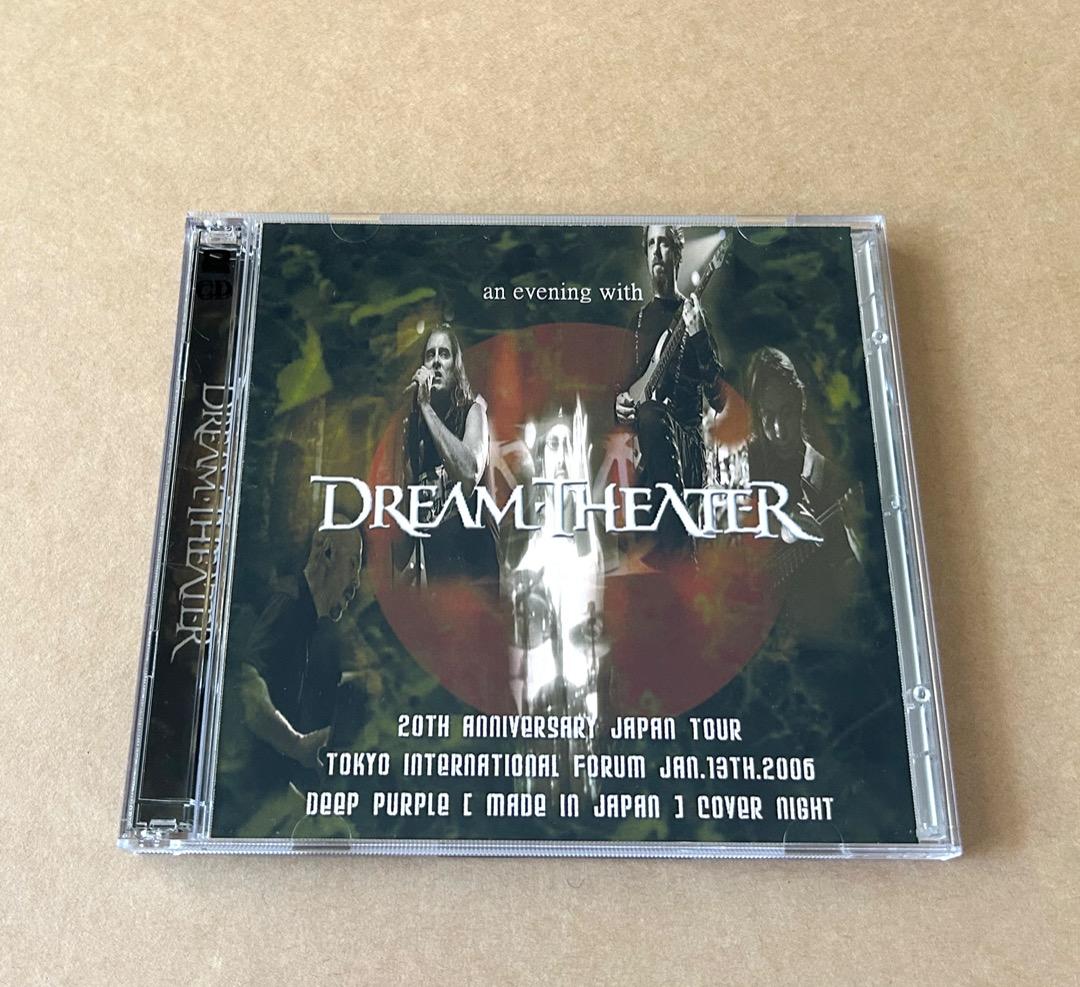 an evening with
DREAM THEATER
20TH ANNIVERSARY JAPAN TOUR
TOKYO INTERNATIONAL FORUM JAN.13TH.2006
DEEP PURPLE [ MADE IN JAPAN ] COVER NIGHT
CD
DREAM THEATER